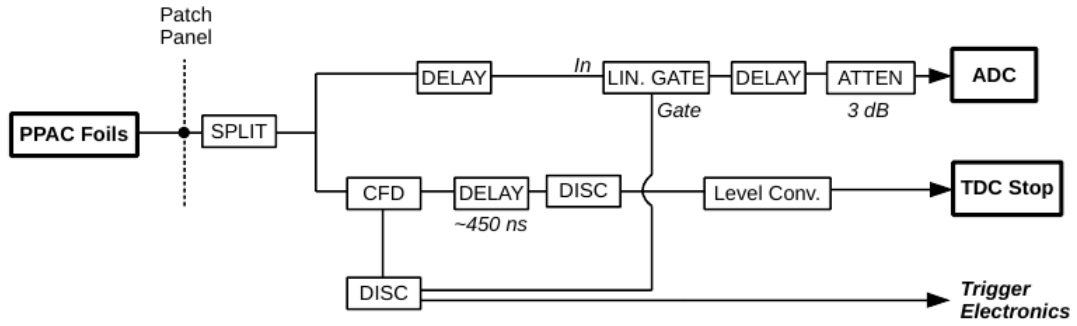 Patch
Panel
PPAC Foils
SPLIT
DELAY
In
LIN. GATE
Gate
DELAY
ATTEN
3 dB
ADC
CFD
DELAY
~450 ns
DISC
Level Conv.
TDC Stop
DISC
Trigger
Electronics